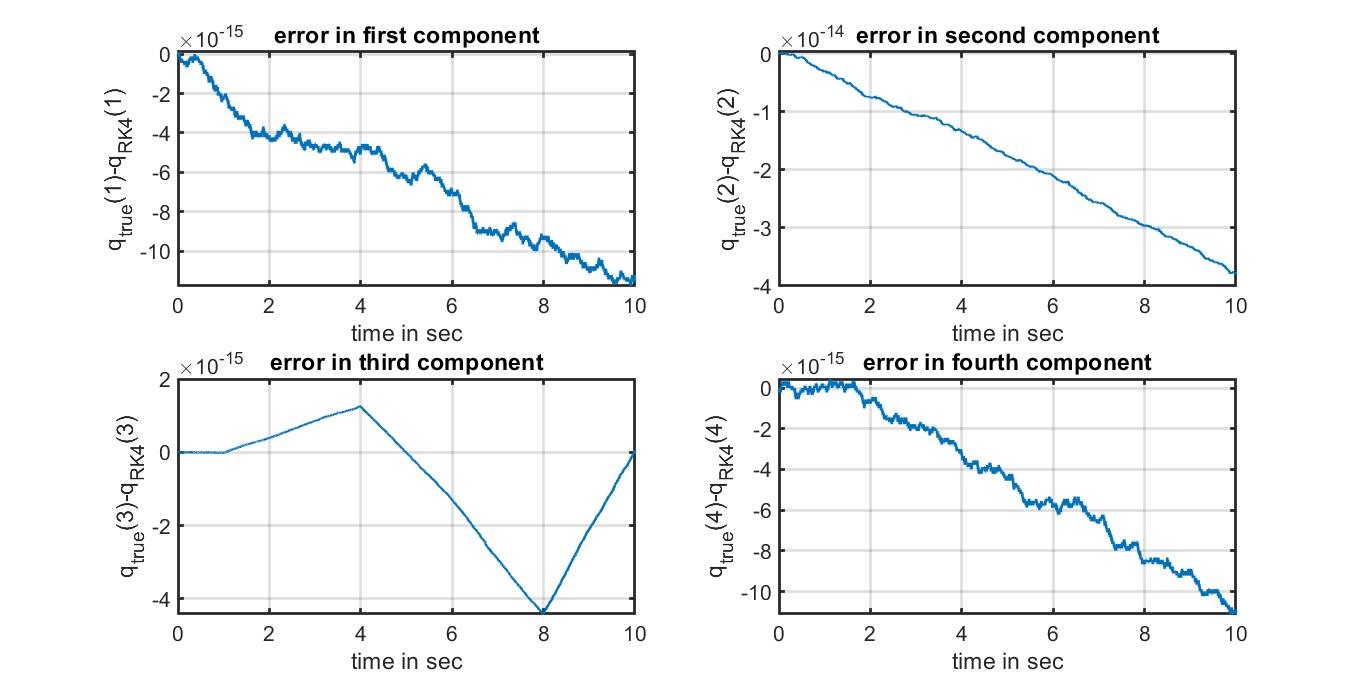 ×10^-15 error in first component
0
-2
-4
-6
-8
-10
q_true(1)-q_RK4(1)
0 2 4 6 8 10
time in sec
×10^-14 error in second component
0
-1
-2
-3
-4
q_true(2)-q_RK4(2)
0 2 4 6 8 10
time in sec
×10^-15 error in third component
2
0
-2
-4
q_true(3)-q_RK4(3)
0 2 4 6 8 10
time in sec
×10^-15 error in fourth component
0
-2
-4
-6
-8
-10
q_true(4)-q_RK4(4)
0 2 4 6 8 10
time in sec